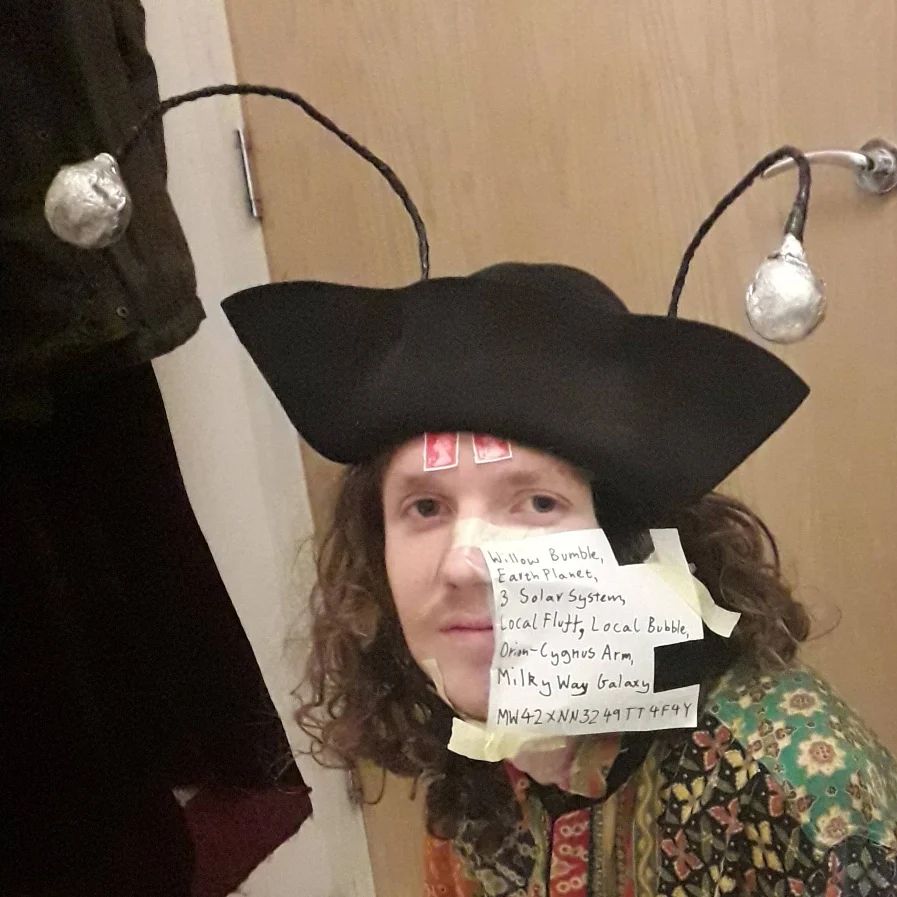 Willow Bumble,
Earth Planet,
3 Solar System,
Local Fluff, Local Bubble,
Orion-Cygnus Arm,
Milky Way Galaxy
MW42XNN3249TT4F4Y